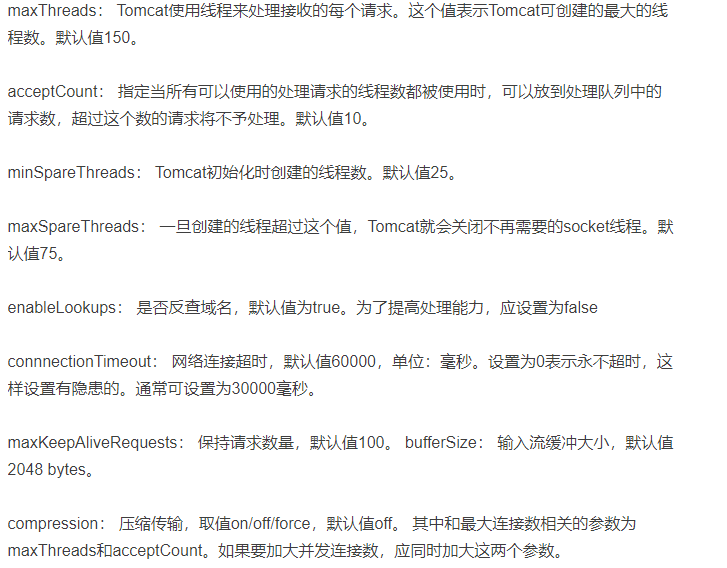 maxThreads： Tomcat使用线程来处理接收的每个请求。这个值表示Tomcat可创建的最大的线
程数。默认值150。
acceptCount： 指定当所有可以使用的处理请求的线程数都被使用时，可以放到处理队列中的
请求数，超过这个数的请求将不予处理。默认值10。
minSpareThreads： Tomcat初始化时创建的线程数。默认值25。
maxSpareThreads： 一旦创建的线程超过这个值，Tomcat就会关闭不再需要的socket线程。默
认值75。
enableLookups： 是否反查域名，默认值为true。为了提高处理能力，应设置为false
connnectionTimeout： 网络连接超时，默认值60000，单位：毫秒。设置为0表示永不超时，这
样设置有隐患的。通常可设置为30000毫秒。
maxKeepAliveRequests： 保持请求数量，默认值100。 bufferSize： 输入流缓冲大小，默认值
2048 bytes。
compression： 压缩传输，取值on/off/force，默认值off。 其中和最大连接数相关的参数为
maxThreads和acceptCount。如果要加大并发连接数，应同时加大这两个参数。